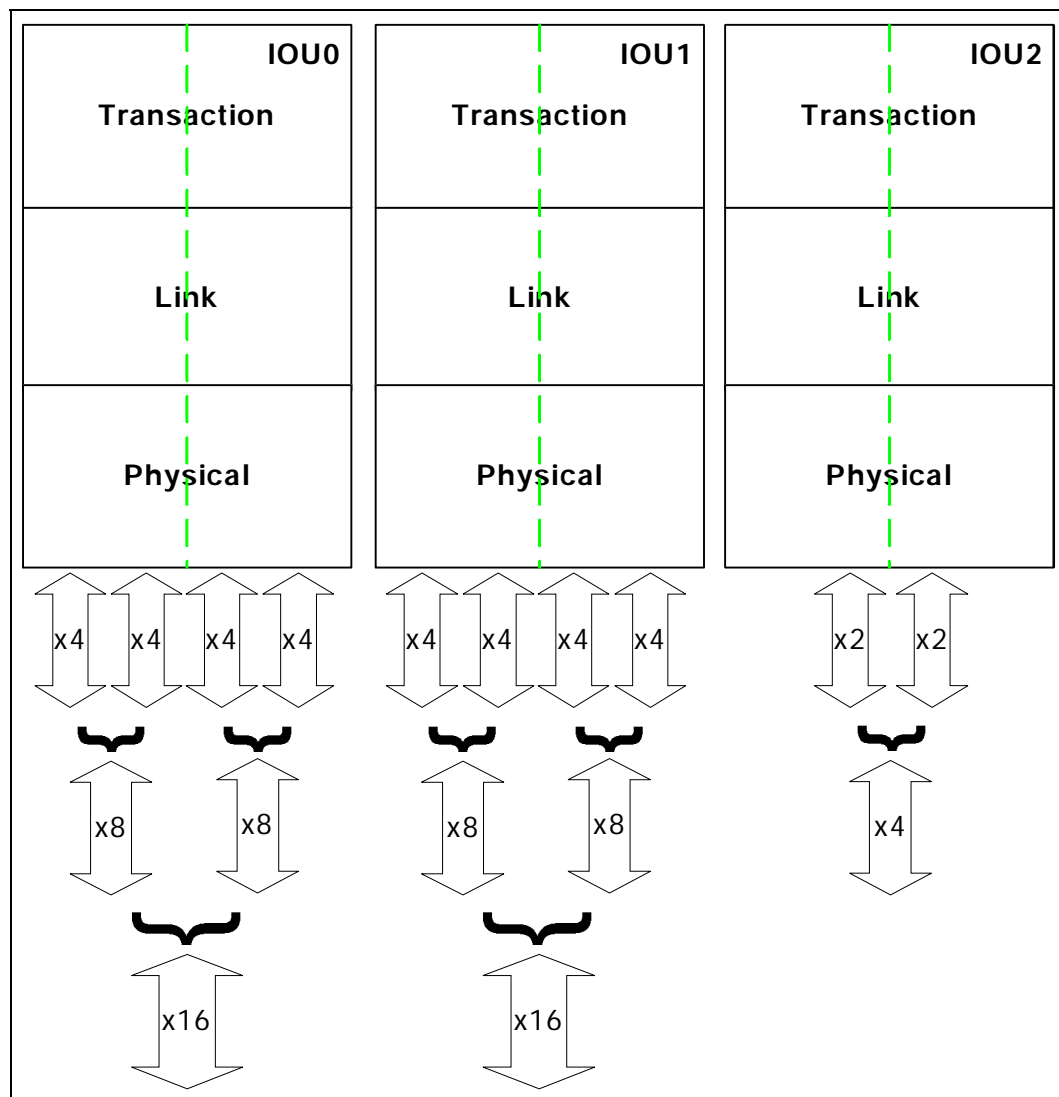 IOU0 IOU1 IOU2
Transaction Transaction Transaction
Link Link Link
Physical Physical Physical
x4 x4 x4 x4 x4 x4 x4 x4 x2 x2
x8 x8 x8 x8 x4
x16 x16